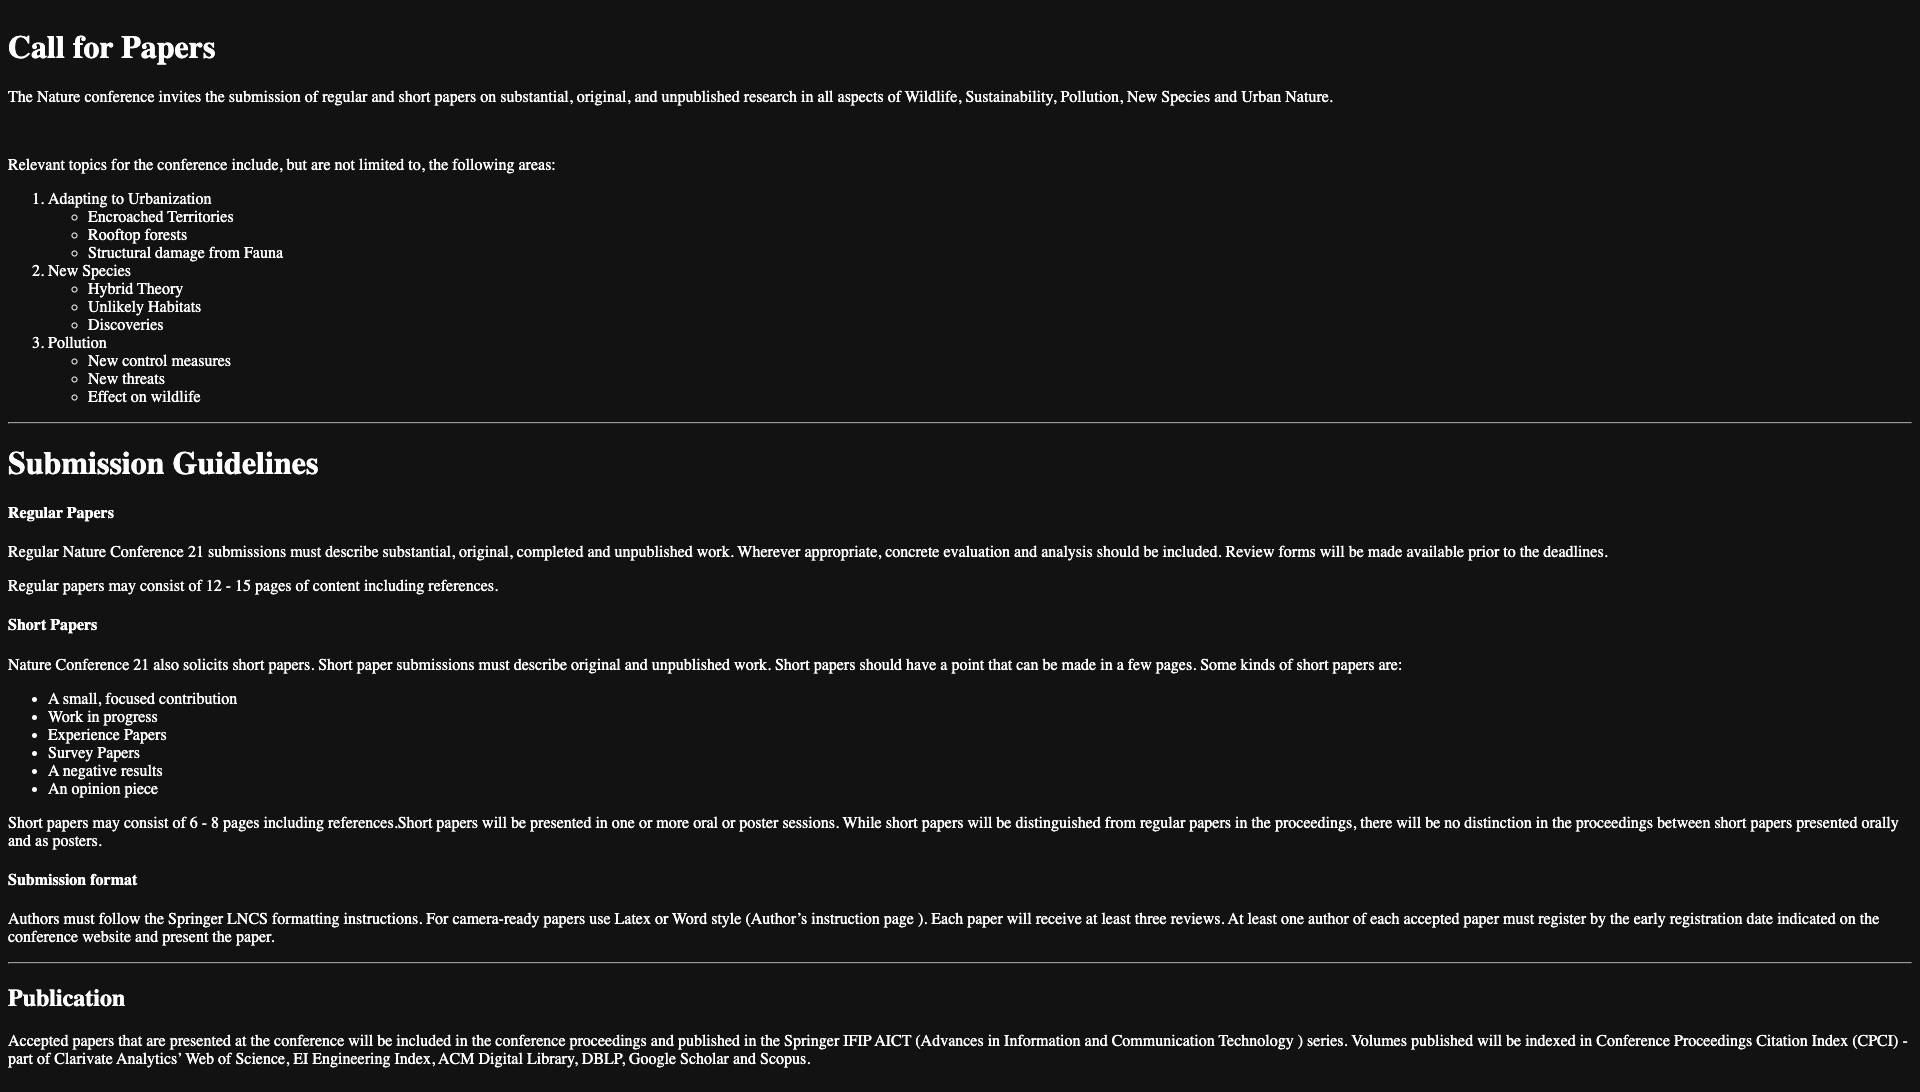 Call for Papers
The Nature conference invites the submission of regular and short papers on substantial, original, and unpublished research in all aspects of Wildlife, Sustainability, Pollution, New Species and Urban Nature.
Relevant topics for the conference include, but are not limited to, the following areas:
1. Adapting to Urbanization
◦ Encroached Territories
◦ Rooftop forests
◦ Structural damage from Fauna
2. New Species
◦ Hybrid Theory
◦ Unlikely Habitats
◦ Discoveries
3. Pollution
◦ New control measures
◦ New threats
◦ Effect on wildlife
Submission Guidelines
Regular Papers
Regular Nature Conference 21 submissions must describe substantial, original, completed and unpublished work. Wherever appropriate, concrete evaluation and analysis should be included. Review forms will be made available prior to the deadlines.
Regular papers may consist of 12 - 15 pages of content including references.
Short Papers
Nature Conference 21 also solicits short papers. Short paper submissions must describe original and unpublished work. Short papers should have a point that can be made in a few pages. Some kinds of short papers are:
• A small, focused contribution
• Work in progress
• Experience Papers
• Survey Papers
• A negative results
• An opinion piece
Short papers may consist of 6 - 8 pages including references.Short papers will be presented in one or more oral or poster sessions. While short papers will be distinguished from regular papers in the proceedings, there will be no distinction in the proceedings between short papers presented orally
and as posters.
Submission format
Authors must follow the Springer LNCS formatting instructions. For camera-ready papers use Latex or Word style (Author’s instruction page ). Each paper will receive at least three reviews. At least one author of each accepted paper must register by the early registration date indicated on the
conference website and present the paper.
Publication
Accepted papers that are presented at the conference will be included in the conference proceedings and published in the Springer IFIP AICT (Advances in Information and Communication Technology ) series. Volumes published will be indexed in Conference Proceedings Citation Index (CPCI) -
part of Clarivate Analytics’ Web of Science, EI Engineering Index, ACM Digital Library, DBLP, Google Scholar and Scopus.